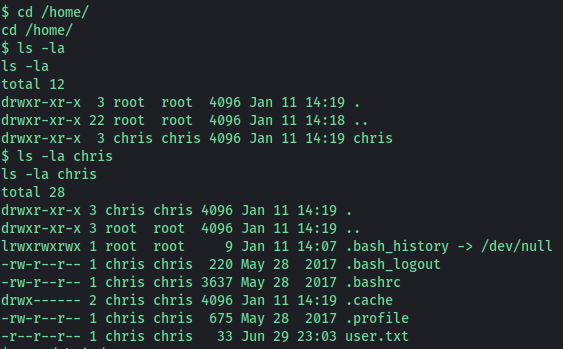 $ cd /home/
cd /home/
$ ls -la
ls -la
total 12
drwxr-xr-x  3 root  root  4096 Jan 11 14:19 .
drwxr-xr-x 22 root  root  4096 Jan 11 14:18 ..
drwxr-xr-x  3 chris chris 4096 Jan 11 14:19 chris
$ ls -la chris
ls -la chris
total 28
drwxr-xr-x 3 chris chris 4096 Jan 11 14:19 .
drwxr-xr-x 3 root  root  4096 Jan 11 14:19 ..
lrwxrwxrwx 1 root  root     9 Jan 11 14:07 .bash_history -> /dev/null
-rw-r--r-- 1 chris chris  220 May 28  2017 .bash_logout
-rw-r--r-- 1 chris chris 3637 May 28  2017 .bashrc
drwx------ 2 chris chris 4096 Jan 11 14:19 .cache
-rw-r--r-- 1 chris chris  675 May 28  2017 .profile
-r--r--r-- 1 chris chris   33 Jun 29 23:03 user.txt